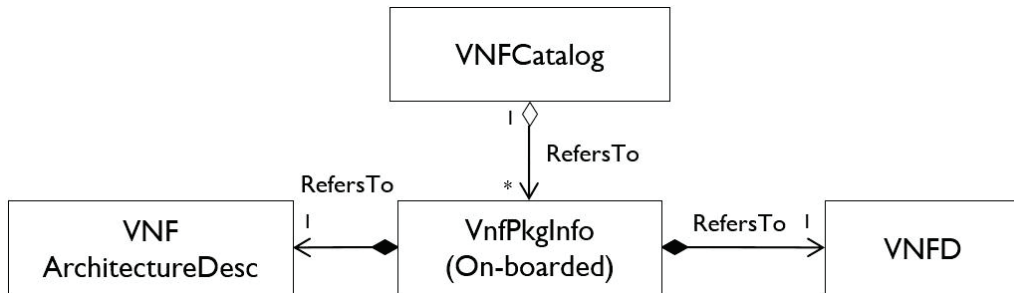 VNFCatalog
1
RefersTo
*
RefersTo
1
VNF
ArchitectureDesc
VnfPkgInfo
(On-boarded)
RefersTo
1
VNFD